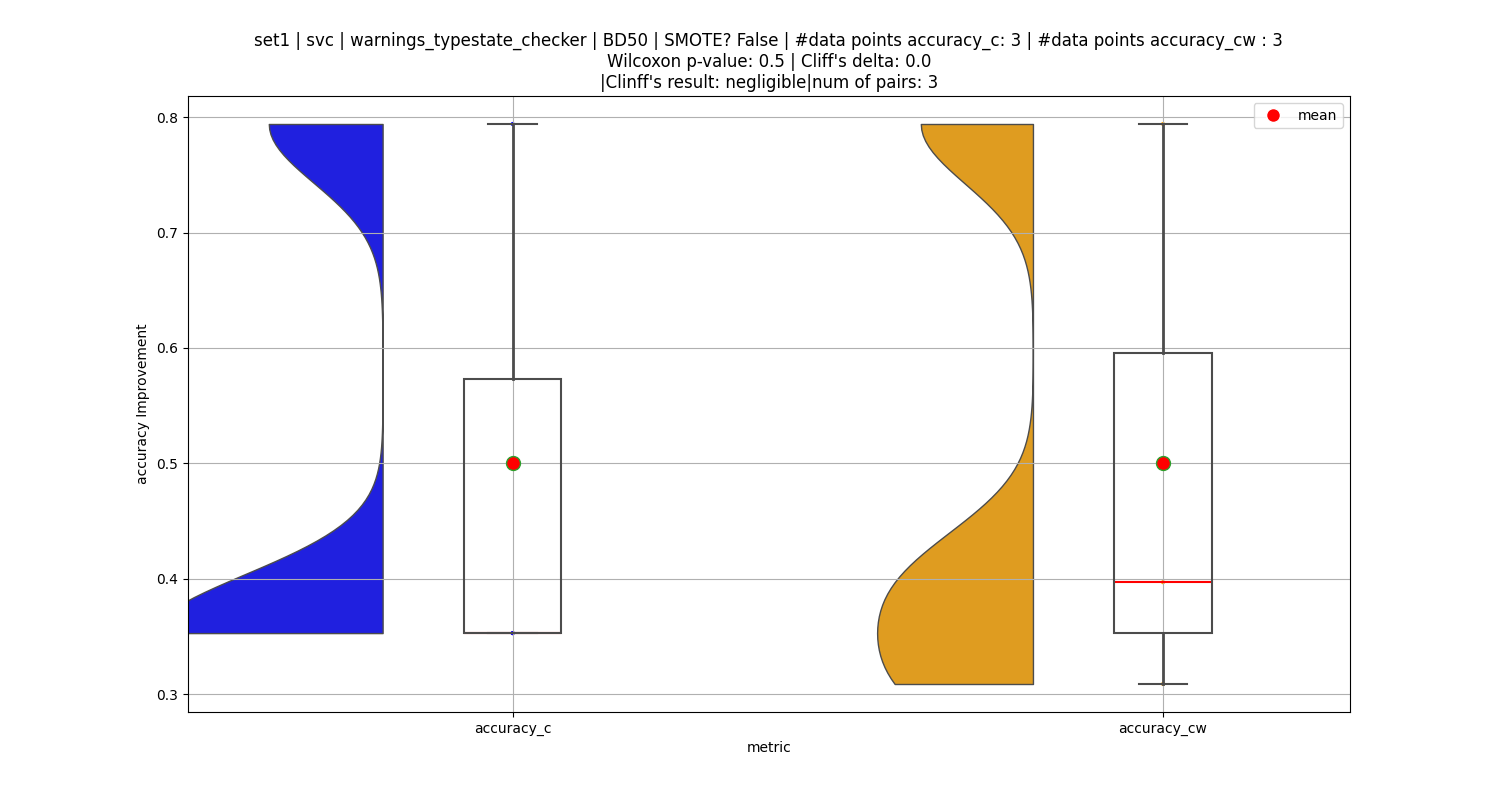 set1 | svc | warnings_typestate_checker | BD50 | SMOTE? False | #data points accuracy_c: 3 | #data points accuracy_cw : 3
Wilcoxon p-value: 0.5 | Cliff's delta: 0.0
|Clinff's result: negligible|num of pairs: 3
mean
0.8
0.7
0.6
0.5
0.4
0.3
accuracy Improvement
accuracy_c
accuracy_cw
metric